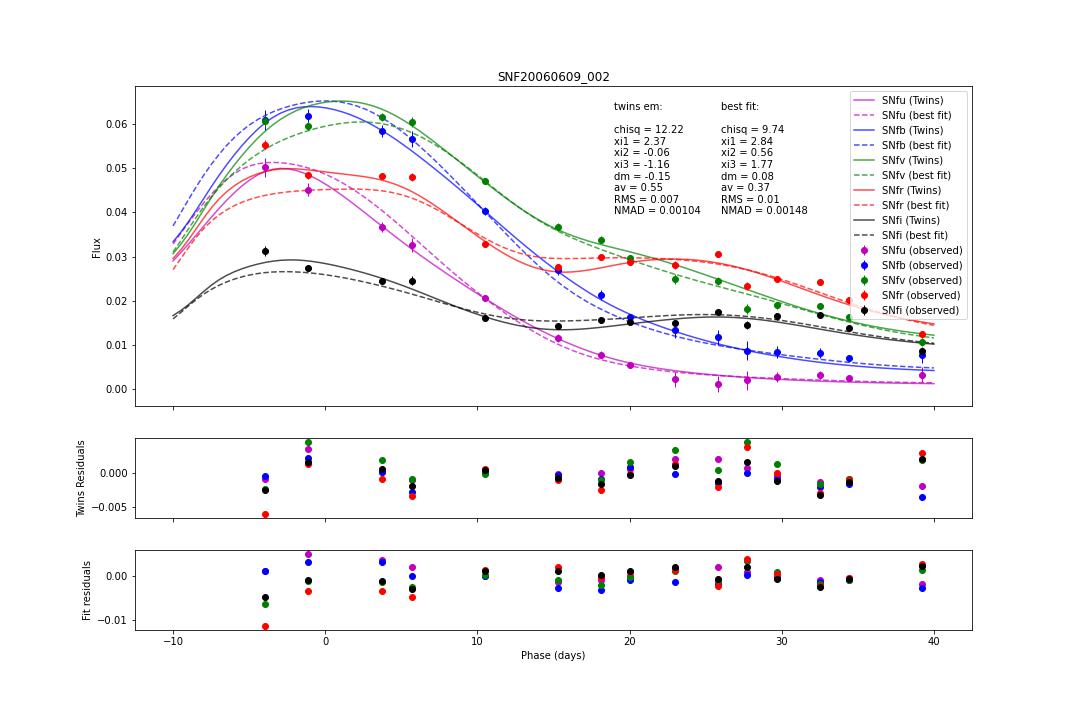 SNF20060609_002
Flux
0.06
0.05
0.04
0.03
0.02
0.01
0.00
twins em:
chisq = 12.22
xi1 = 2.37
xi2 = -0.06
xi3 = -1.16
dm = -0.15
av = 0.55
RMS = 0.007
NMAD = 0.00104
best fit:
chisq = 9.74
xi1 = 2.84
xi2 = 0.56
xi3 = 1.77
dm = 0.08
av = 0.37
RMS = 0.01
NMAD = 0.00148
SNfu (Twins)
SNfu (best fit)
SNfb (Twins)
SNfb (best fit)
SNfv (Twins)
SNfv (best fit)
SNfr (Twins)
SNfr (best fit)
SNfi (Twins)
SNfi (best fit)
SNfu (observed)
SNfb (observed)
SNfv (observed)
SNfr (observed)
SNfi (observed)
Twins Residuals
0.000
−0.005
Fit residuals
0.00
−0.01
−10
0
10
20
30
40
Phase (days)